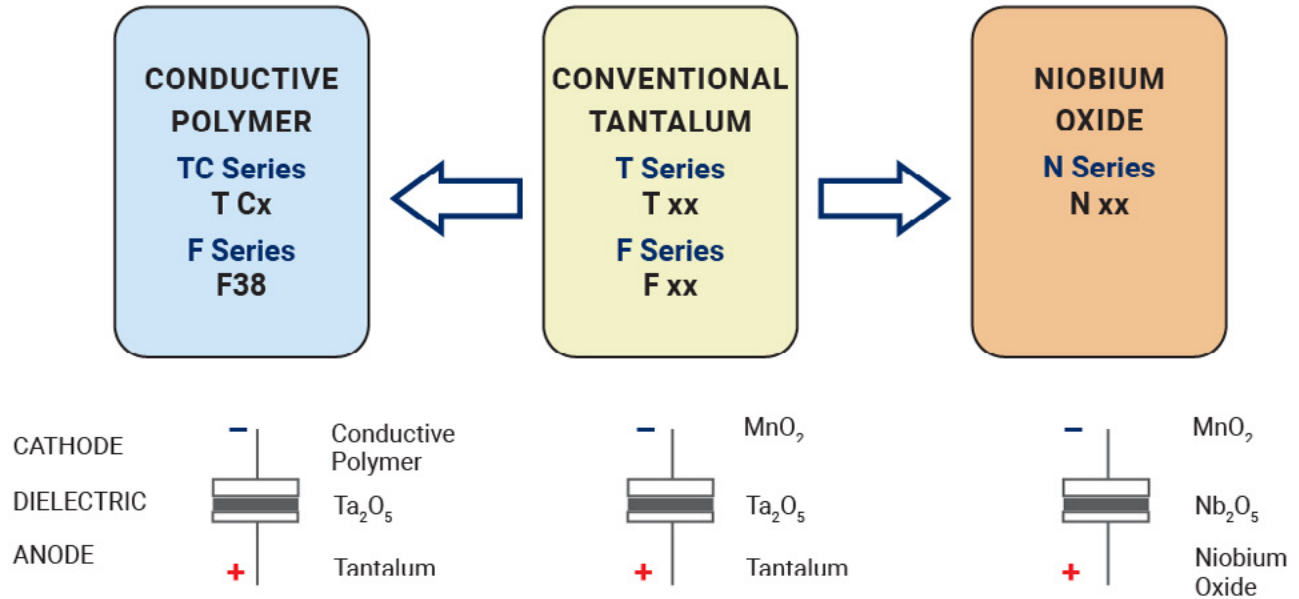 CONDUCTIVE
POLYMER
TC Series
T Cx
F Series
F38
CONVENTIONAL
TANTALUM
T Series
T xx
F Series
F xx
NIOBIUM
OXIDE
N Series
N xx
CATHODE
DIELECTRIC
ANODE
–
Conductive
Polymer
Ta₂O₅
+
Tantalum
–
MnO₂
Ta₂O₅
+
Tantalum
–
MnO₂
Nb₂O₅
+
Niobium
Oxide